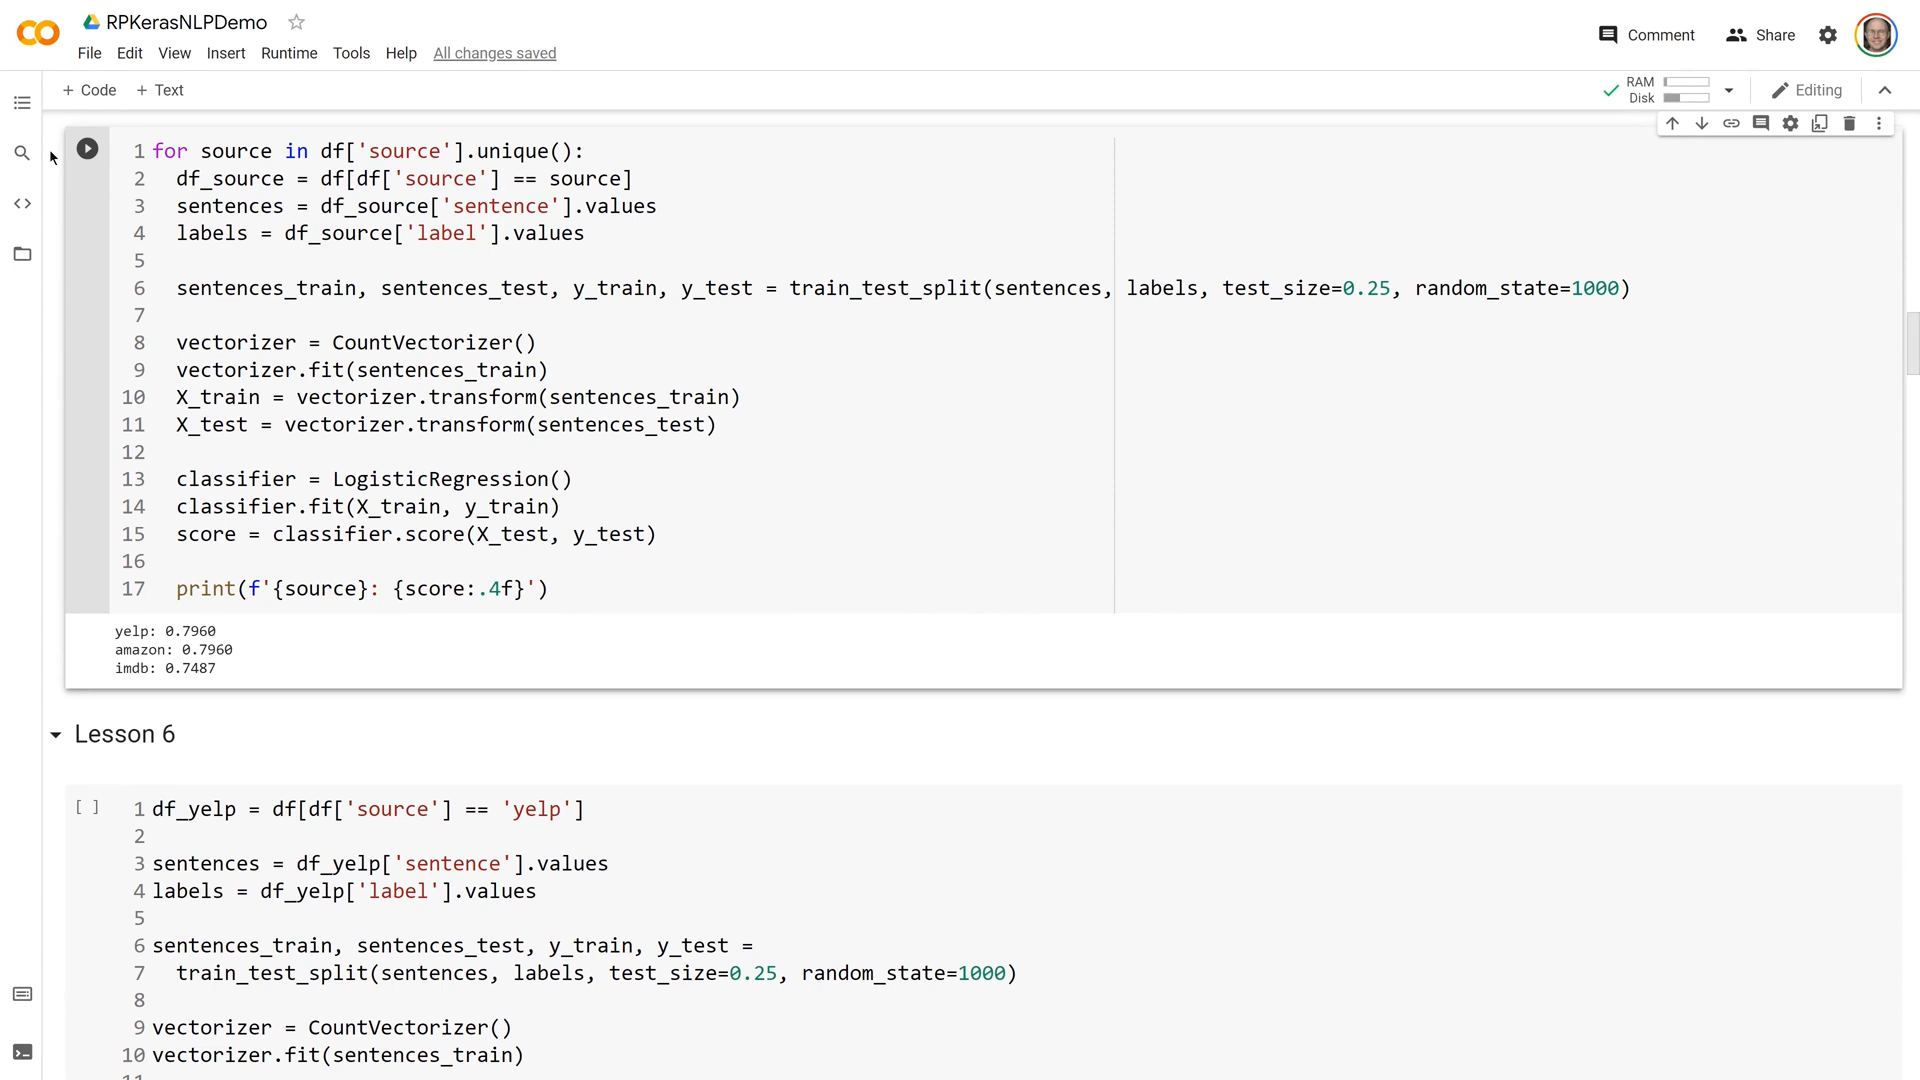 RPKerasNLPDemo
File Edit View Insert Runtime Tools Help All changes saved
Comment Share
+ Code + Text
RAM
Disk
Editing
1 for source in df['source'].unique():
2 df_source = df[df['source'] == source]
3 sentences = df_source['sentence'].values
4 labels = df_source['label'].values
5
6 sentences_train, sentences_test, y_train, y_test = train_test_split(sentences, labels, test_size=0.25, random_state=1000)
7
8 vectorizer = CountVectorizer()
9 vectorizer.fit(sentences_train)
10 X_train = vectorizer.transform(sentences_train)
11 X_test = vectorizer.transform(sentences_test)
12
13 classifier = LogisticRegression()
14 classifier.fit(X_train, y_train)
15 score = classifier.score(X_test, y_test)
16
17 print(f'{source}: {score:.4f}')
yelp: 0.7960
amazon: 0.7960
imdb: 0.7487
Lesson 6
[ ] 1 df_yelp = df[df['source'] == 'yelp']
2
3 sentences = df_yelp['sentence'].values
4 labels = df_yelp['label'].values
5
6 sentences_train, sentences_test, y_train, y_test =
7 train_test_split(sentences, labels, test_size=0.25, random_state=1000)
8
9 vectorizer = CountVectorizer()
10 vectorizer.fit(sentences_train)
11